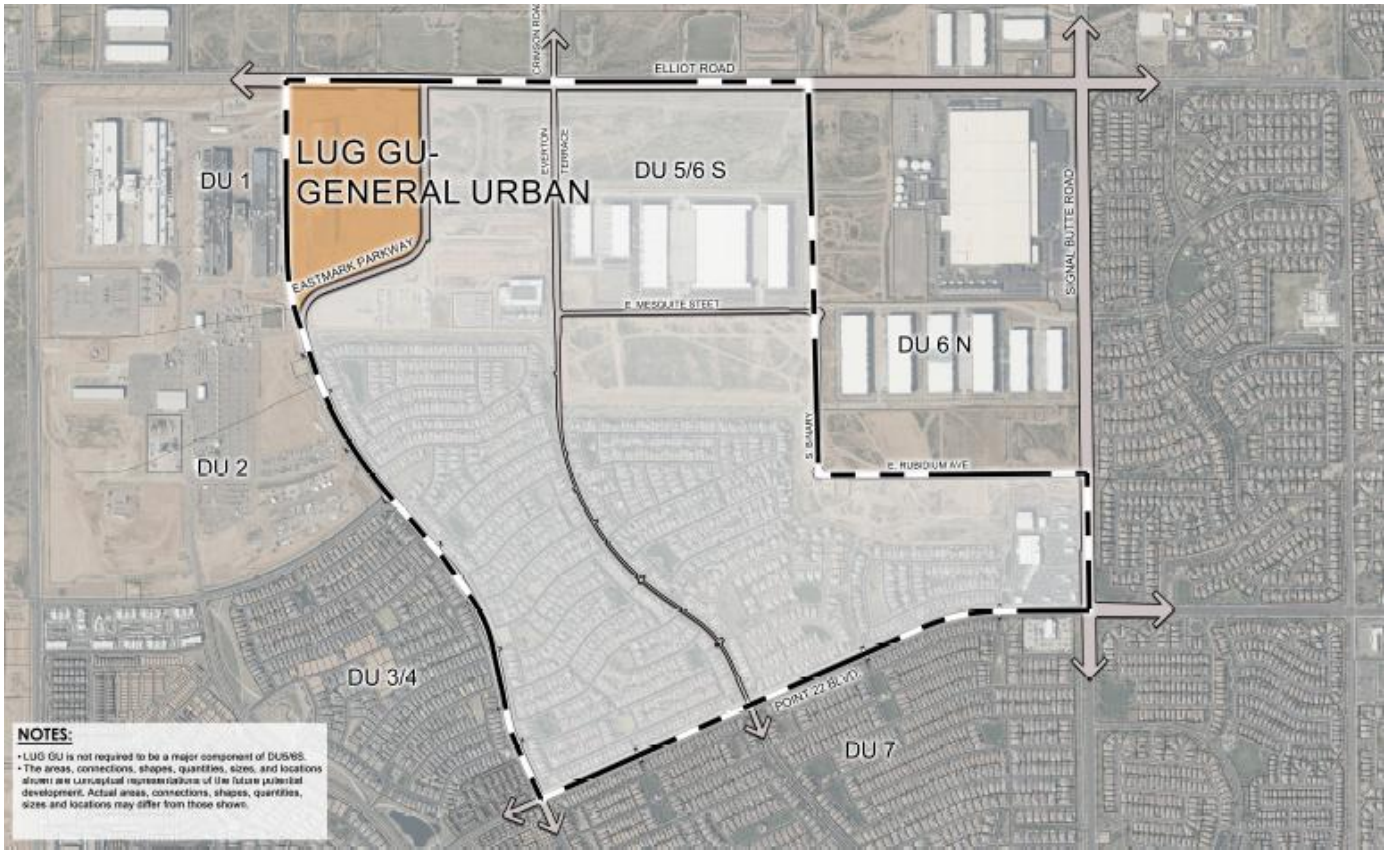 CRIMSON ROAD
ELLIOT ROAD
LUG GU-
GENERAL URBAN
DU 1
EVERTON
TERRACE
DU 5/6 S
SIGNAL BUTTE ROAD
EASTMARK PARKWAY
E. MESQUITE STEET
DU 6 N
S. BINARY
E. RUBIDIUM AVE
DU 2
DU 3/4
POINT 22 BLVD.
DU 7
NOTES:
• LUG GU is not required to be a major component of DU5/6S.
• The areas, connections, shapes, quantities, sizes, and locations
shown are conceptual representations of the future potential
development. Actual areas, connections, shapes, quantities,
sizes and locations may differ from those shown.